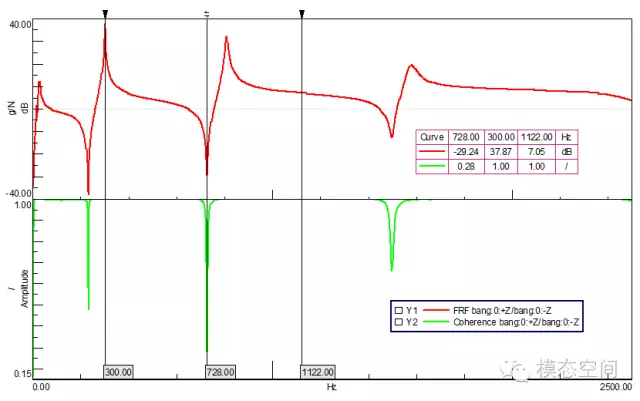 40.00
g/N
dB
-40.00
1.00
/
Amplitude
0.15
Curve 728.00 300.00 1122.00 Hz
-29.24 37.87 7.05 dB
0.28 1.00 1.00 /
Y1 FRF bang:0:+Z/bang:0:-Z
Y2 Coherence bang:0:+Z/bang:0:-Z
300.00 728.00 1122.00
0.00 Hz 2500.00
模态空间